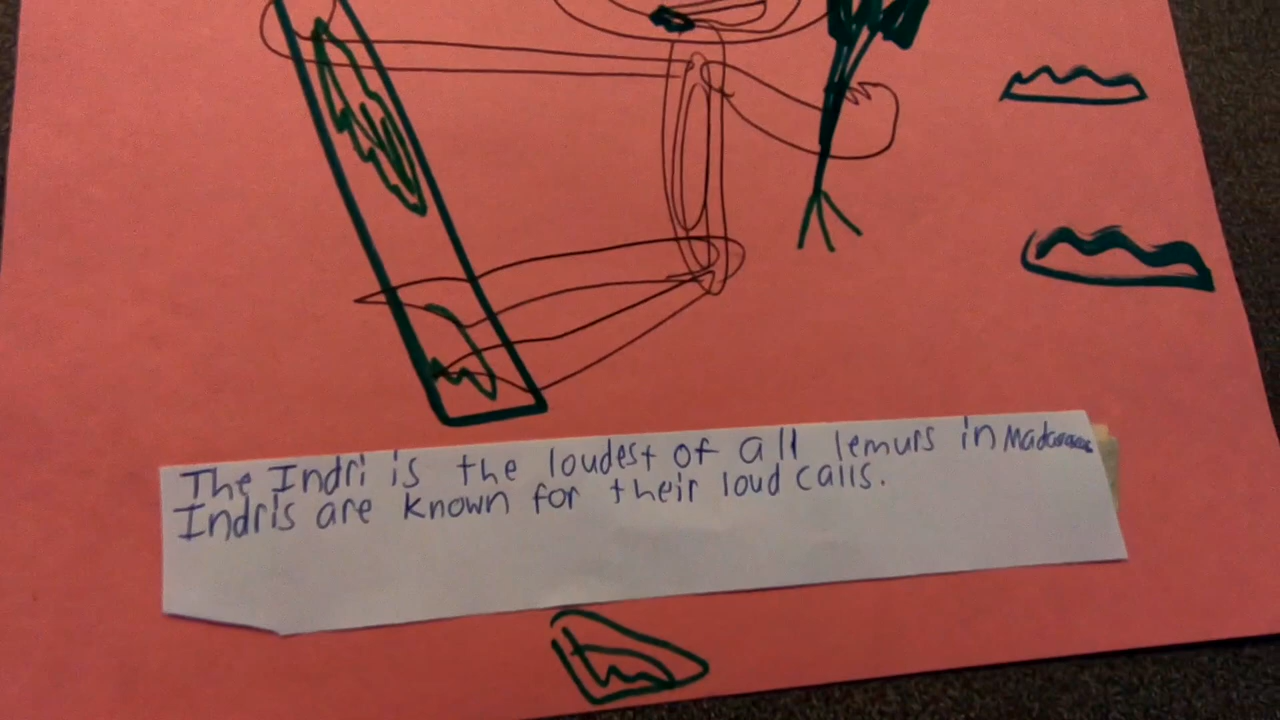 The Indri is the loudest of all lemurs in
Indris are known for their loud calls.